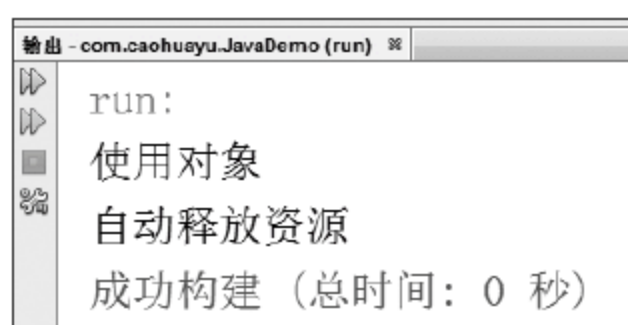 输出 - com.caohuayu.JavaDemo (run)
run:
使用对象
自动释放资源
成功构建 (总时间: 0 秒)